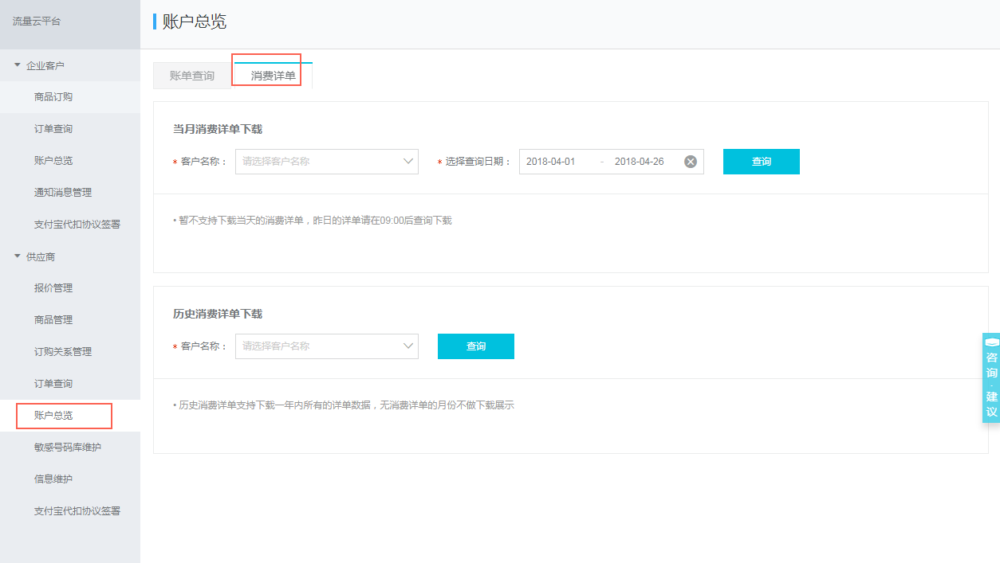 流量云平台
企业客户
商品订购
订单查询
账户总览
通知消息管理
支付宝代扣协议签署
供应商
报价管理
商品管理
订购关系管理
订单查询
账户总览
敏感号码库维护
信息维护
支付宝代扣协议签署
账户总览
账单查询 消费详单
当月消费详单下载
* 客户名称： 请选择客户名称 * 选择查询日期： 2018-04-01 - 2018-04-26 查询
• 暂不支持下载当天的消费详单，昨日的详单请在09:00后查询下载
历史消费详单下载
* 客户名称： 请选择客户名称 查询
• 历史消费详单支持下载一年内所有的详单数据，无消费详单的月份不做下载展示
咨
询
·
建
议